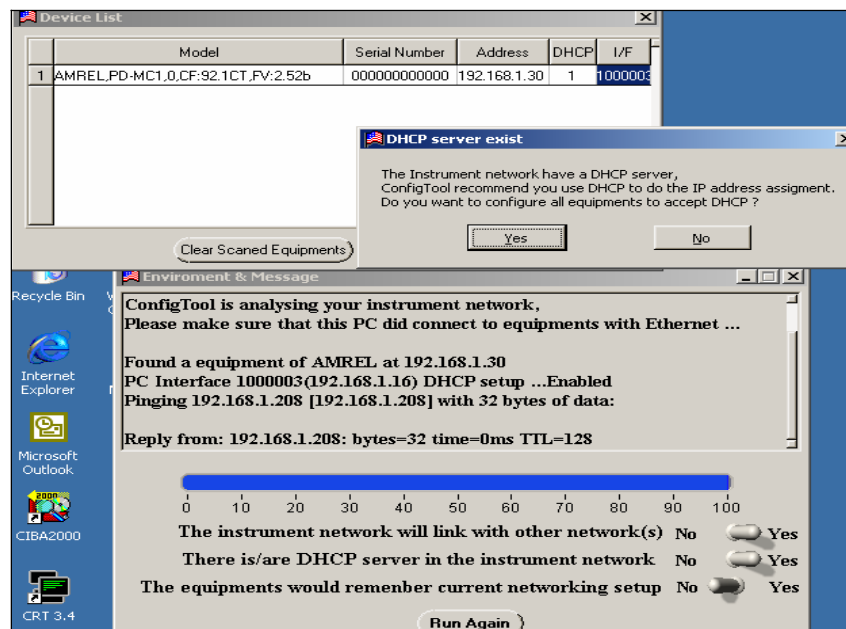 Device List
Model Serial Number Address DHCP I/F
1 AMREL,PD-MC1,0,CF:92.1CT,FV:2.52b 000000000000 192.168.1.30 1 1000003
Clear Scaned Equipments
DHCP server exist
The Instrument network have a DHCP server,
ConfigTool recommend you use DHCP to do the IP address assigment.
Do you want to configure all equipments to accept DHCP ?
Yes No
Recycle Bin
Internet
Explorer
Microsoft
Outlook
CIBA2000
CRT 3.4
Enviroment & Message
ConfigTool is analysing your instrument network,
Please make sure that this PC did connect to equipments with Ethernet ...
Found a equipment of AMREL at 192.168.1.30
PC Interface 1000003(192.168.1.16) DHCP setup ...Enabled
Pinging 192.168.1.208 [192.168.1.208] with 32 bytes of data:
Reply from: 192.168.1.208: bytes=32 time=0ms TTL=128
0 10 20 30 40 50 60 70 80 90 100
The instrument network will link with other network(s) No Yes
There is/are DHCP server in the instrument network No Yes
The equipments would remenber current networking setup No Yes
Run Again